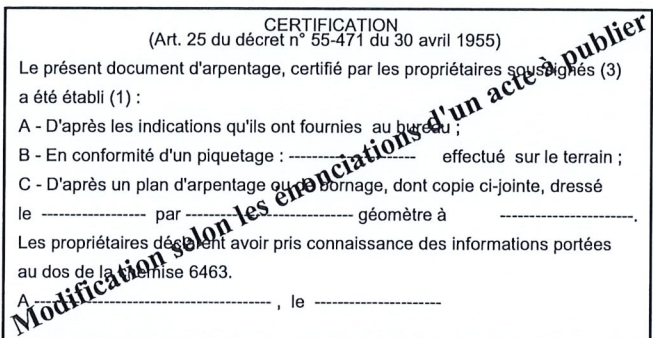 CERTIFICATION
(Art. 25 du décret n° 55-471 du 30 avril 1955)
Le présent document d'arpentage, certifié par les propriétaires soussignés (3)
a été établi (1) :
A - D'après les indications qu'ils ont fournies au bureau ;
B - En conformité d'un piquetage : ---------------------- effectué sur le terrain ;
C - D'après un plan d'arpentage ou de bornage, dont copie ci-jointe, dressé
le ------------------ par ----------------------------- géomètre à -----------------------.
Les propriétaires déclarent avoir pris connaissance des informations portées
au dos de la chemise 6463.
A ----------------------------------------- , le ----------------------
Modification selon les énonciations d'un acte à publier